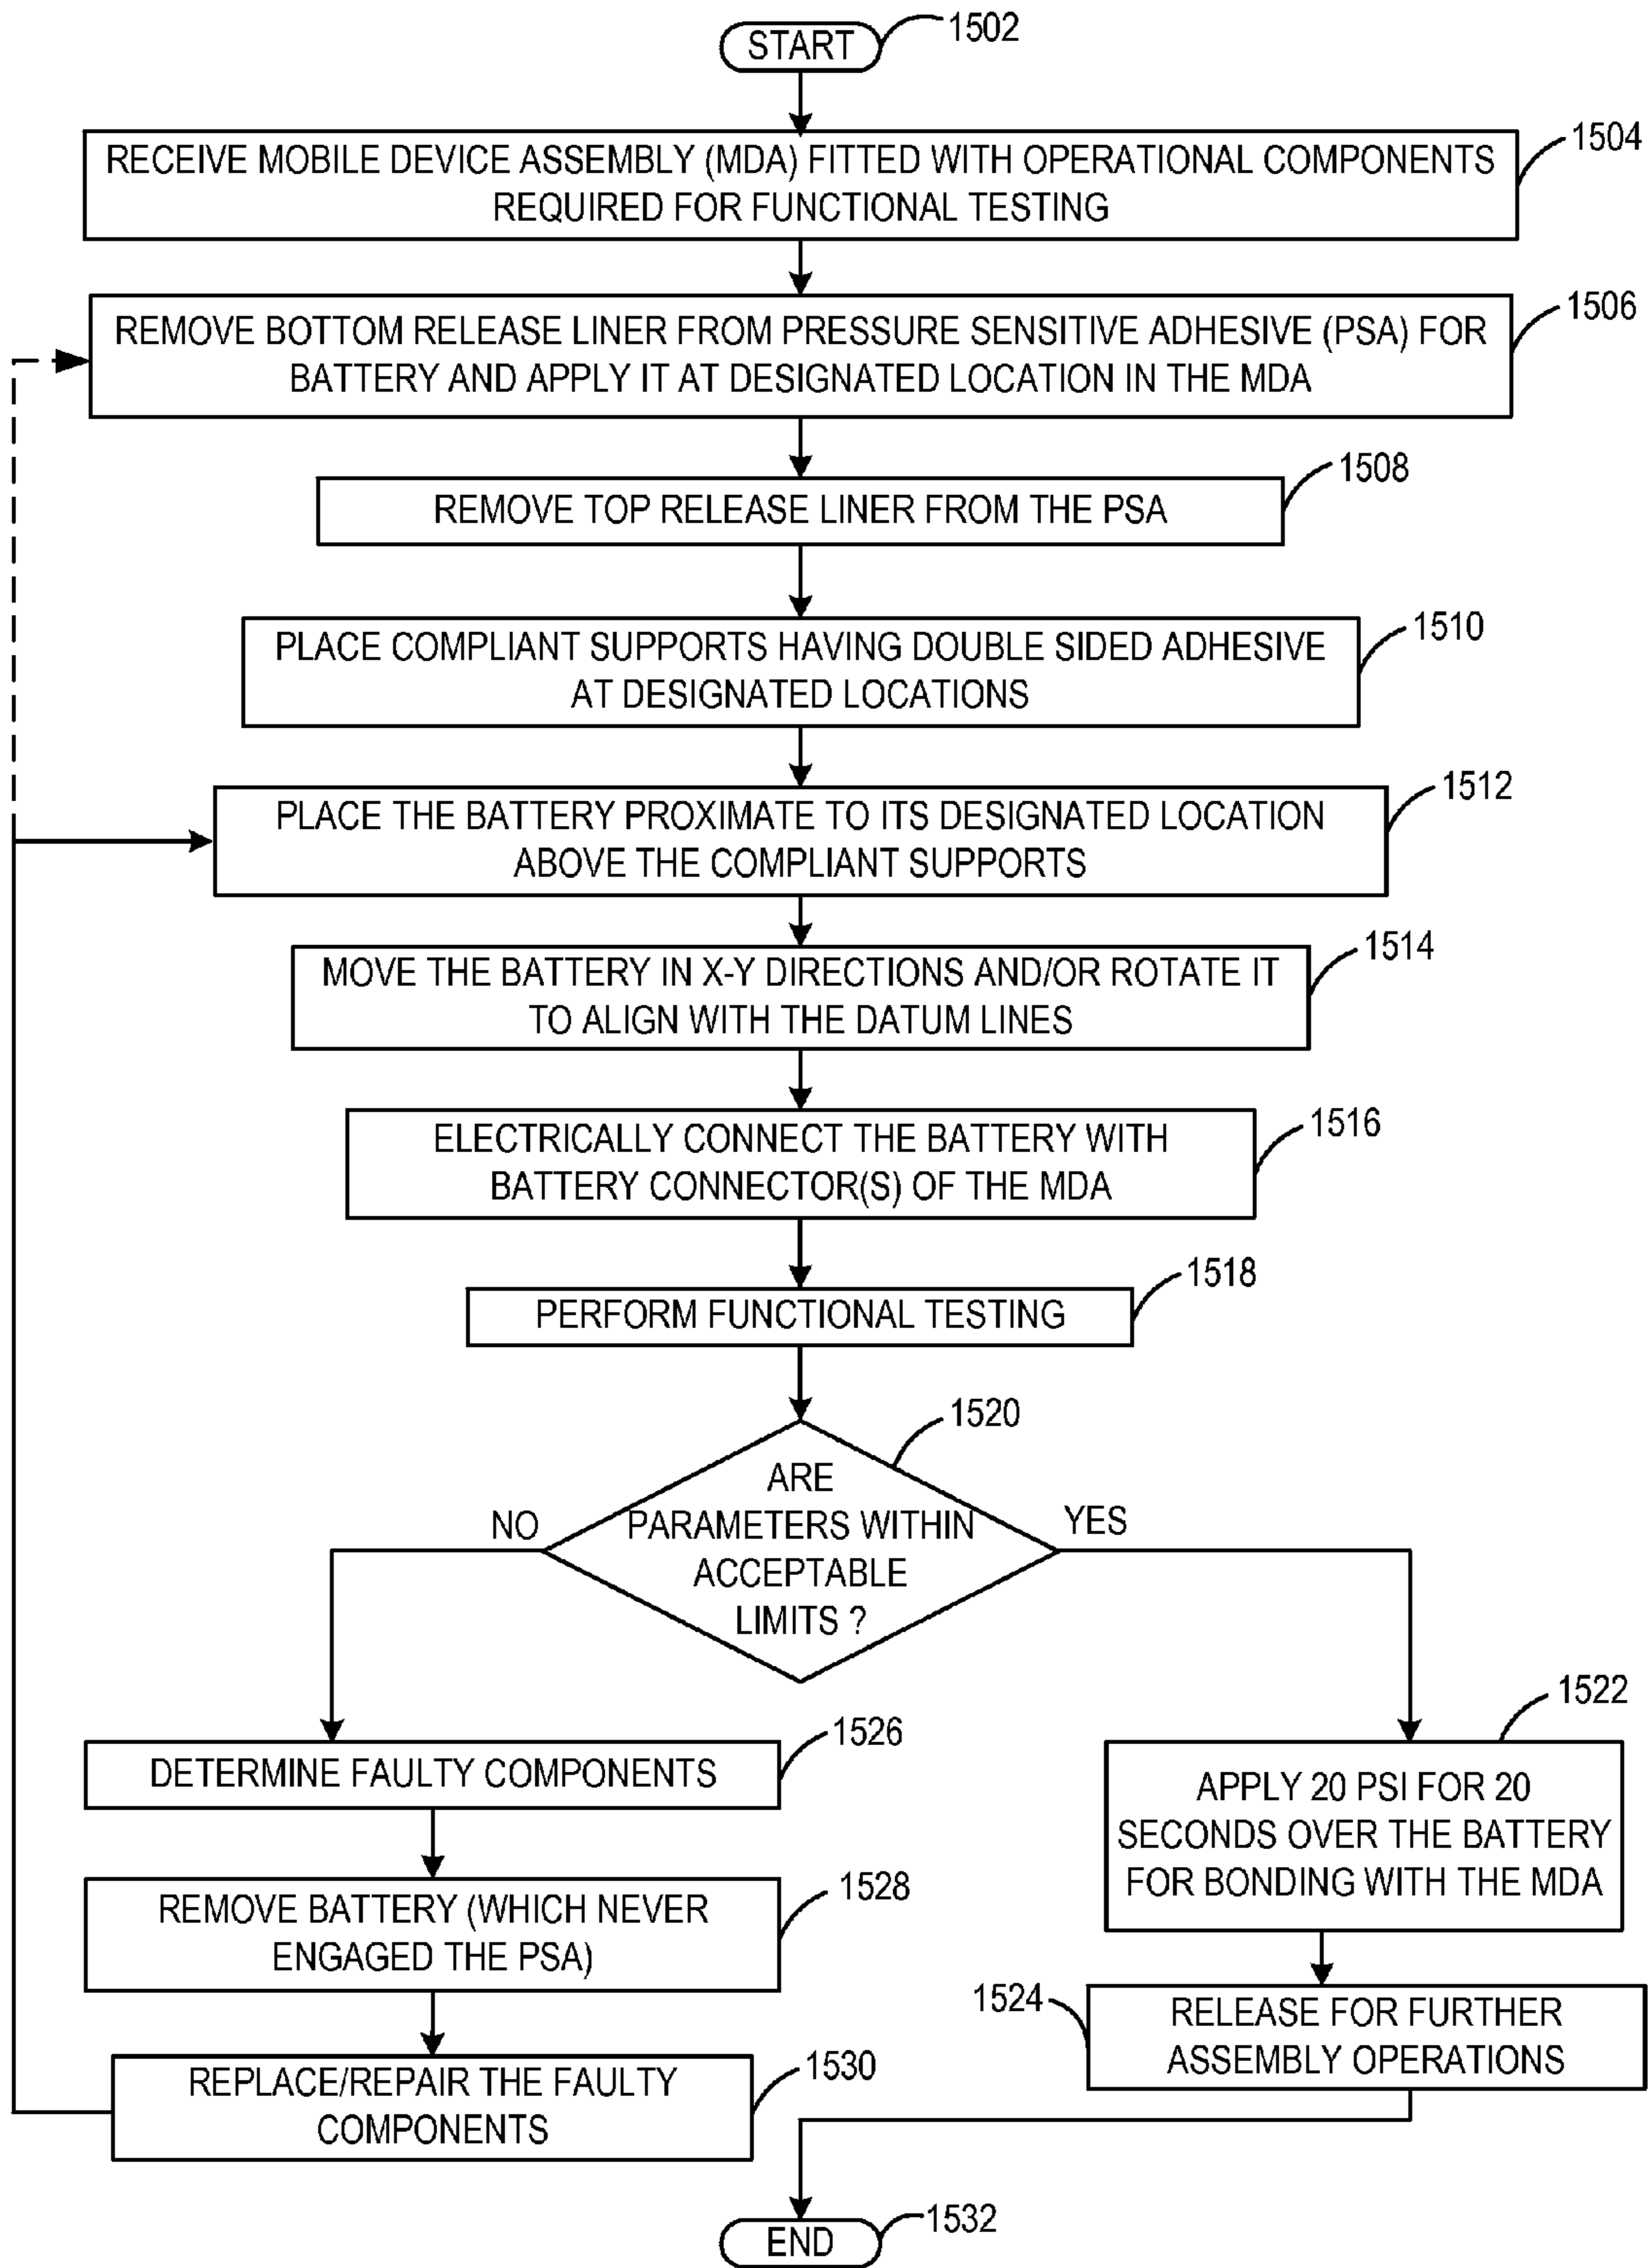 START
1502
1504
RECEIVE MOBILE DEVICE ASSEMBLY (MDA) FITTED WITH OPERATIONAL COMPONENTS
REQUIRED FOR FUNCTIONAL TESTING
1506
REMOVE BOTTOM RELEASE LINER FROM PRESSURE SENSITIVE ADHESIVE (PSA) FOR
BATTERY AND APPLY IT AT DESIGNATED LOCATION IN THE MDA
1508
REMOVE TOP RELEASE LINER FROM THE PSA
1510
PLACE COMPLIANT SUPPORTS HAVING DOUBLE SIDED ADHESIVE
AT DESIGNATED LOCATIONS
1512
PLACE THE BATTERY PROXIMATE TO ITS DESIGNATED LOCATION
ABOVE THE COMPLIANT SUPPORTS
1514
MOVE THE BATTERY IN X-Y DIRECTIONS AND/OR ROTATE IT
TO ALIGN WITH THE DATUM LINES
1516
ELECTRICALLY CONNECT THE BATTERY WITH
BATTERY CONNECTOR(S) OF THE MDA
1518
PERFORM FUNCTIONAL TESTING
1520
ARE
PARAMETERS WITHIN
ACCEPTABLE
LIMITS ?
NO
YES
1526
DETERMINE FAULTY COMPONENTS
1528
REMOVE BATTERY (WHICH NEVER
ENGAGED THE PSA)
1530
REPLACE/REPAIR THE FAULTY
COMPONENTS
1522
APPLY 20 PSI FOR 20
SECONDS OVER THE BATTERY
FOR BONDING WITH THE MDA
1524
RELEASE FOR FURTHER
ASSEMBLY OPERATIONS
END
1532